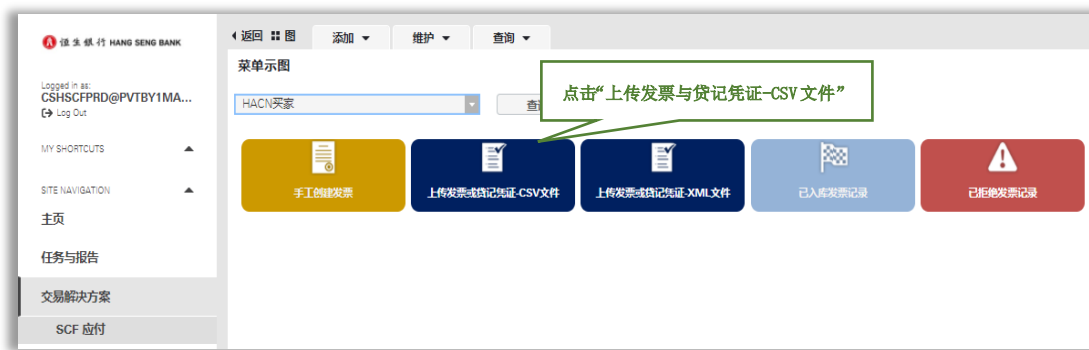 恒生銀行 HANG SENG BANK
Logged in as:
CSHSCFPRD@PVTBY1MA...
Log Out
MY SHORTCUTS
SITE NAVIGATION
主页
任务与报告
交易解决方案
SCF 应付
返回 图 添加 维护 查询
菜单示图
HACN买家
点击“上传发票与贷记凭证-CSV文件”
手工创建发票
上传发票或贷记凭证-CSV文件
上传发票或贷记凭证-XML文件
已入库发票记录
已拒绝发票记录